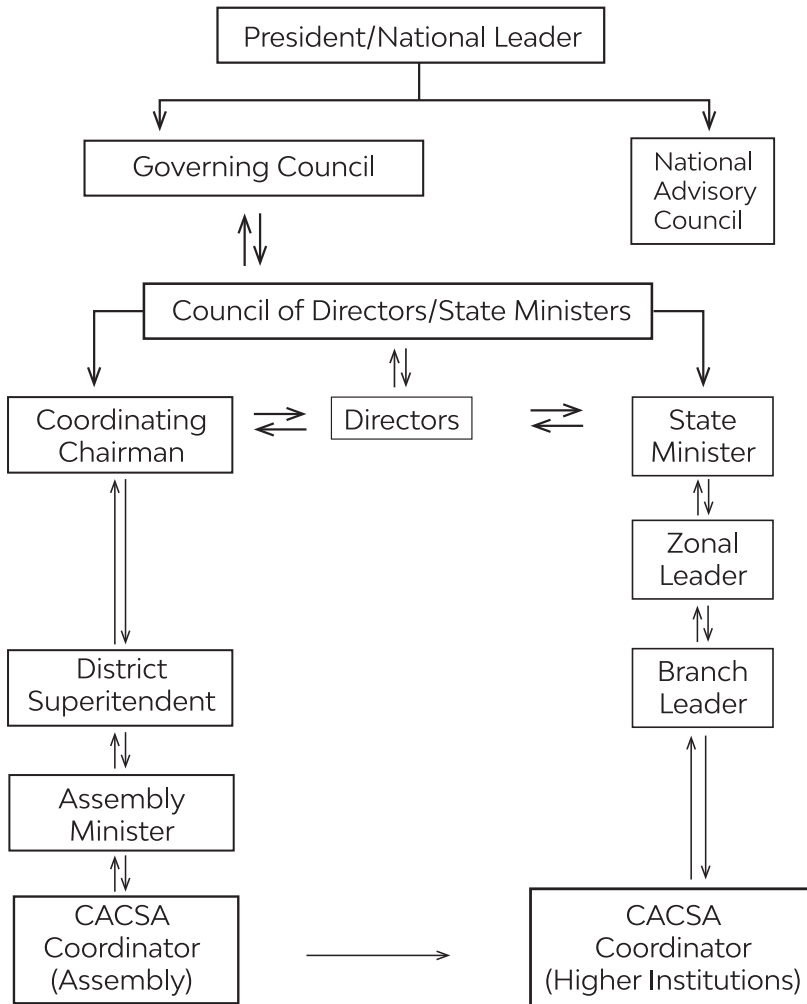 President/National Leader
Governing Council
National
Advisory
Council
Council of Directors/State Ministers
Coordinating
Chairman
Directors
State
Minister
Zonal
Leader
District
Superitendent
Branch
Leader
Assembly
Minister
CACSA
Coordinator
(Assembly)
CACSA
Coordinator
(Higher Institutions)